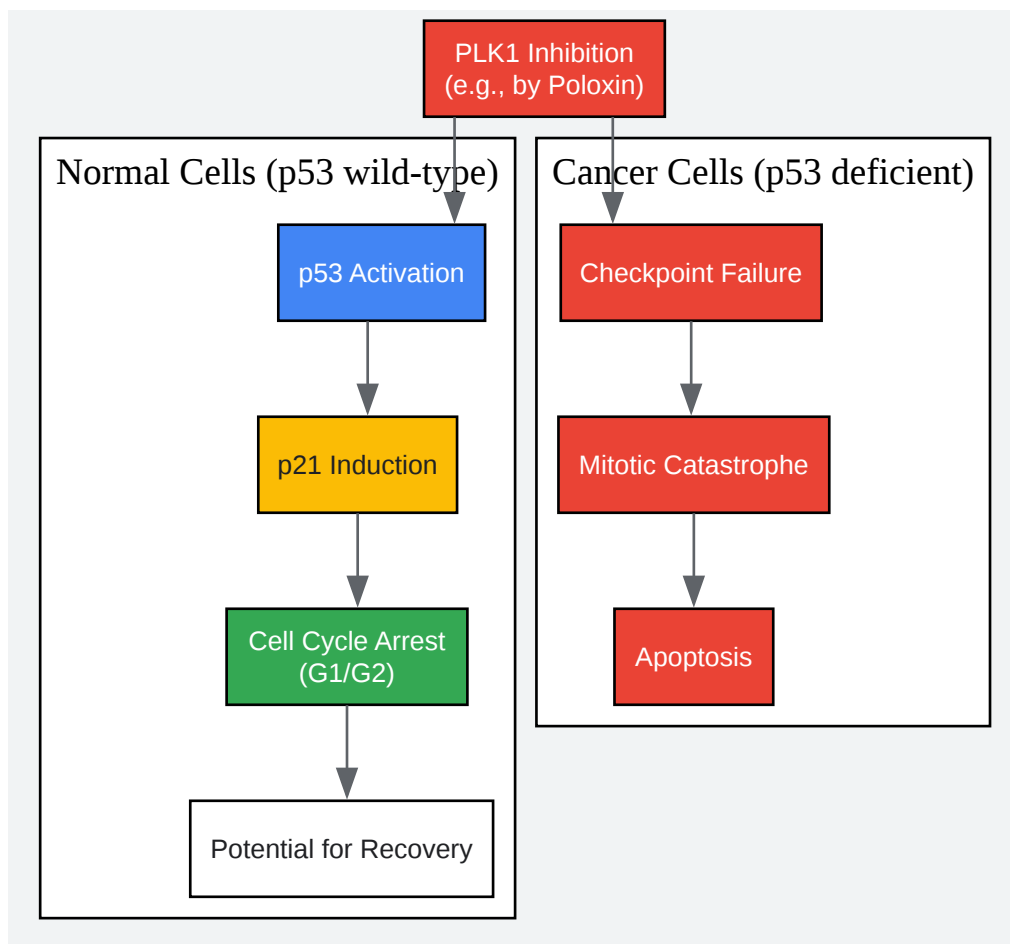 PLK1 Inhibition
(e.g., by Poloxin)
Normal Cells (p53 wild-type)
p53 Activation
p21 Induction
Cell Cycle Arrest
(G1/G2)
Potential for Recovery
Cancer Cells (p53 deficient)
Checkpoint Failure
Mitotic Catastrophe
Apoptosis